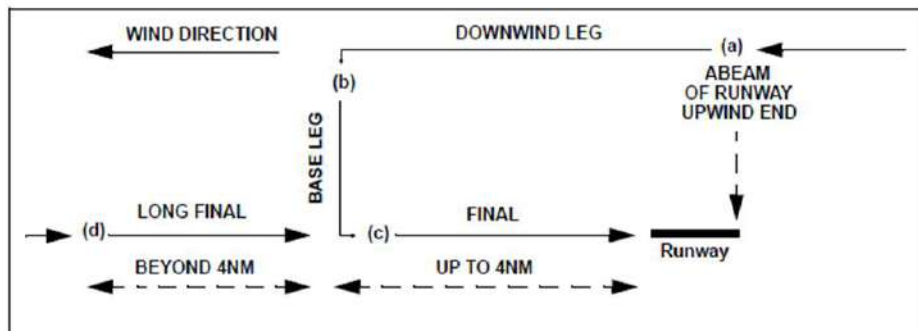 WIND DIRECTION
DOWNWIND LEG
(a)
(b)
ABEAM
OF RUNWAY
UPWIND END
BASE LEG
LONG FINAL
FINAL
(d)
(c)
Runway
BEYOND 4NM
UP TO 4NM